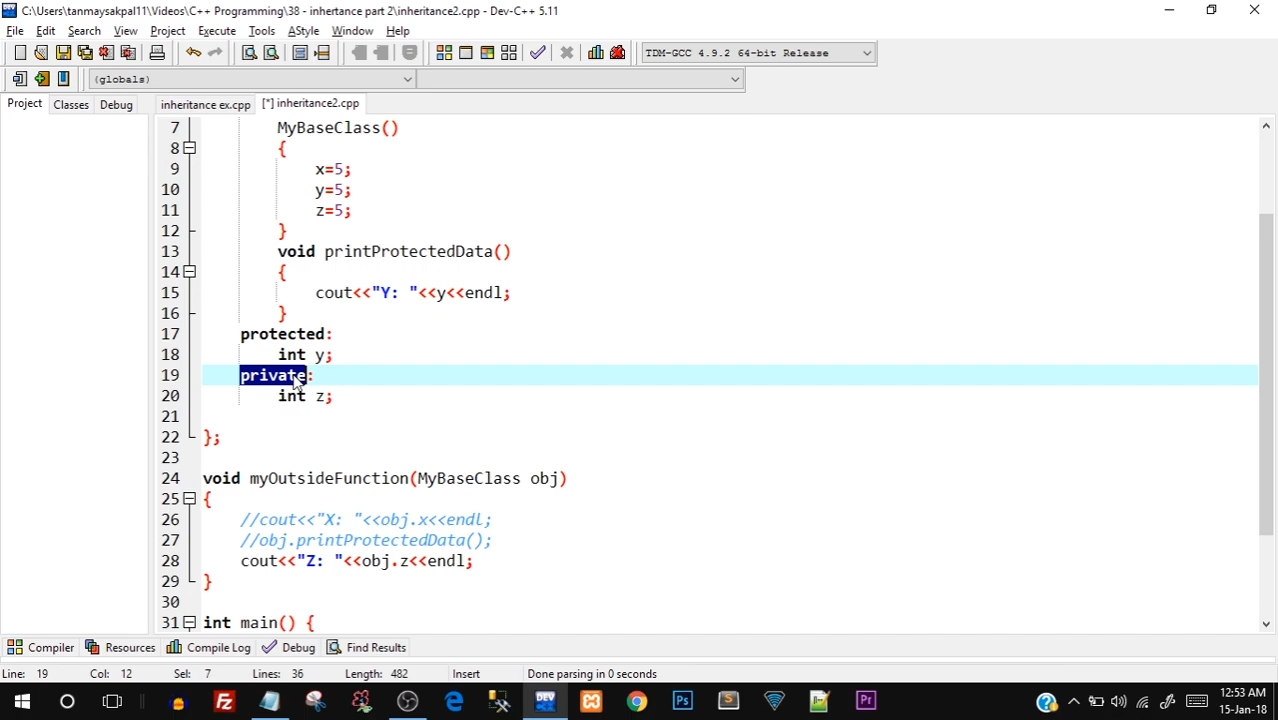 C:\Users\tanmaysakpal11\Videos\C++ Programming\38 - inhertance part 2\inheritance2.cpp - Dev-C++ 5.11
File Edit Search View Project Execute Tools AStyle Window Help
TDM-GCC 4.9.2 64-bit Release
(globals)
Project Classes Debug inheritance ex.cpp [*] inheritance2.cpp
7 MyBaseClass()
8 {
9 x=5;
10 y=5;
11 z=5;
12 }
13 void printProtectedData()
14 {
15 cout<<"Y: "<<y<<endl;
16 }
17 protected:
18 int y;
19 private:
20 int z;
21
22 };
23
24 void myOutsideFunction(MyBaseClass obj)
25 {
26 //cout<<"X: "<<obj.x<<endl;
27 //obj.printProtectedData();
28 cout<<"Z: "<<obj.z<<endl;
29 }
30
31 int main() {
Compiler Resources Compile Log Debug Find Results
Line: 19 Col: 12 Sel: 7 Lines: 36 Length: 482 Insert Done parsing in 0 seconds
12:53 AM
15-Jan-18